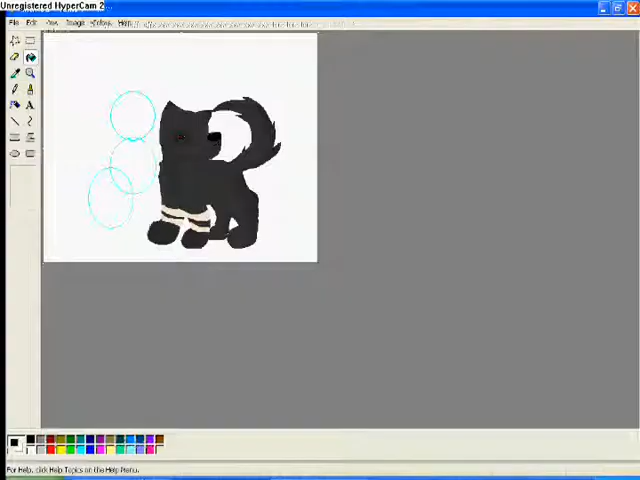 Unregistered HyperCam 2
File Edit View Image Colors Help
A
For Help, click Help Topics on the Help Menu.